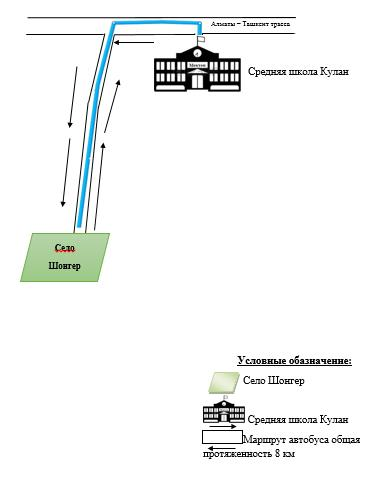 Алматы – Ташкент трасса
Мектеп
Средняя школа Кулан
Село
Шонгер
Условные обазначение:
Село Шонгер
Средняя школа Кулан
Маршрут автобуса общая
протяженность 8 км